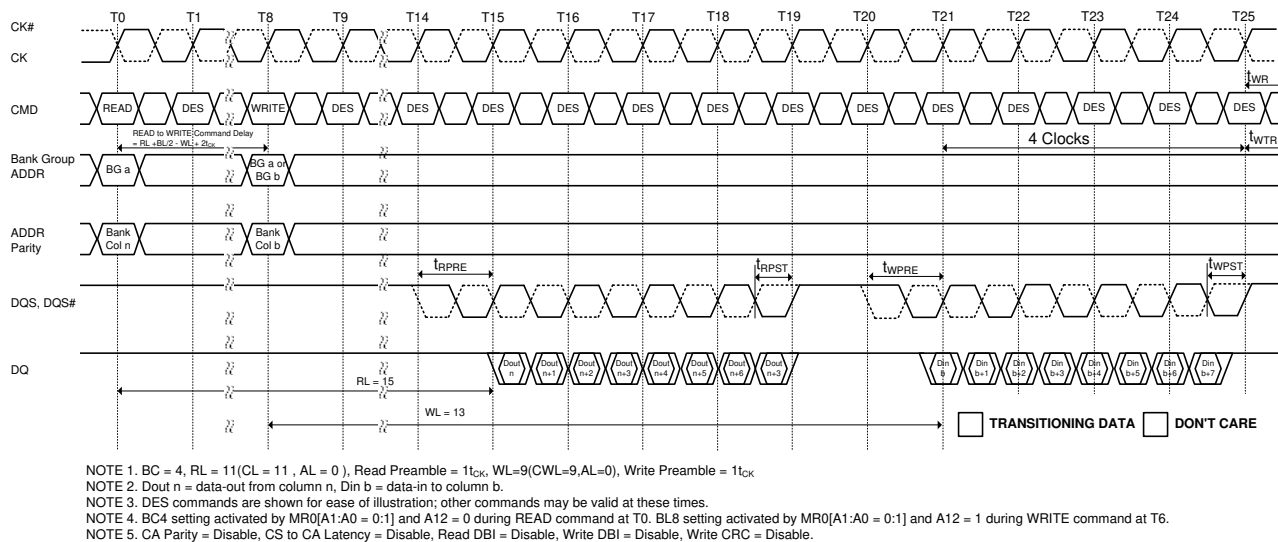 T0 T1 T8 T9 T14 T15 T16 T17 T18 T19 T20 T21 T22 T23 T24 T25
CK#
CK
tWR
CMD READ DES WRITE DES DES DES DES DES DES DES DES DES DES DES DES DES
READ to WRITE Command Delay
= RL +BL/2 - WL + 2tCK
4 Clocks
tWTR
Bank Group
ADDR
BG a
BG a or
BG b
ADDR
Parity
Bank
Col n
Bank
Col b
tRPRE tRPST tWPRE tWPST
DQS, DQS#
DQ
Dout
n
Dout
n+1
Dout
n+2
Dout
n+3
Dout
n+4
Dout
n+5
Dout
n+6
Dout
n+3
Din
b
Din
b+1
Din
b+2
Din
b+3
Din
b+4
Din
b+5
Din
b+6
Din
b+7
RL = 15
WL = 13
TRANSITIONING DATA DON'T CARE
NOTE 1. BC = 4, RL = 11(CL = 11 , AL = 0 ), Read Preamble = 1tCK, WL=9(CWL=9,AL=0), Write Preamble = 1tCK
NOTE 2. Dout n = data-out from column n, Din b = data-in to column b.
NOTE 3. DES commands are shown for ease of illustration; other commands may be valid at these times.
NOTE 4. BC4 setting activated by MR0[A1:A0 = 0:1] and A12 = 0 during READ command at T0. BL8 setting activated by MR0[A1:A0 = 0:1] and A12 = 1 during WRITE command at T6.
NOTE 5. CA Parity = Disable, CS to CA Latency = Disable, Read DBI = Disable, Write DBI = Disable, Write CRC = Disable.